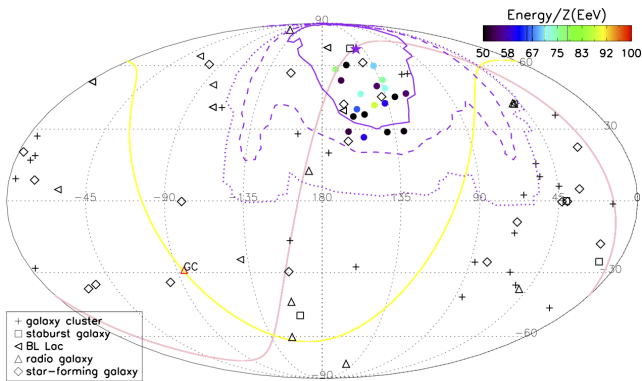 Energy/Z(EeV)
50 58 67 75 83 92 100
90
60
30
-45 -90 -135 180 135 90 45 0
GC
-30
-60
-90
galaxy cluster
staburst galaxy
BL Lac
radio galaxy
star-forming galaxy